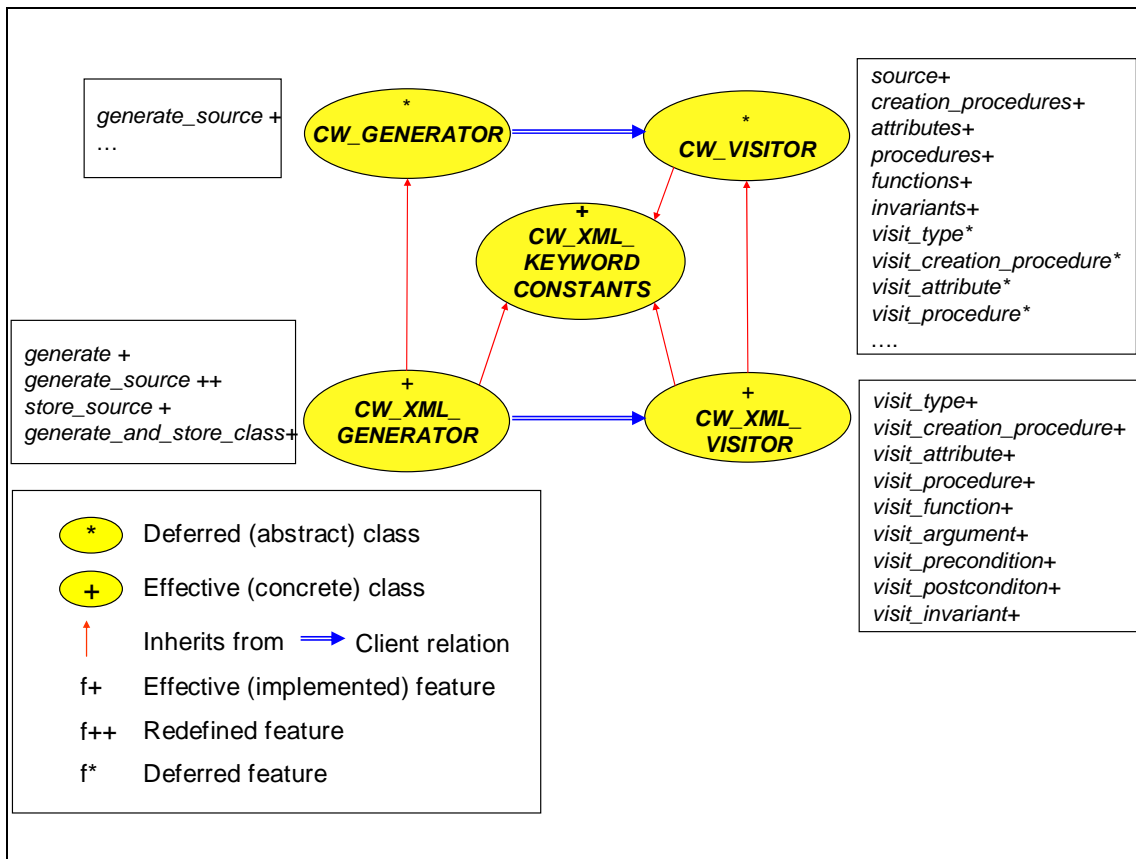 generate_source +
…
*
CW_GENERATOR
*
CW_VISITOR
source+
creation_procedures+
attributes+
procedures+
functions+
invariants+
visit_type*
visit_creation_procedure*
visit_attribute*
visit_procedure*
….
+
CW_XML_
KEYWORD
CONSTANTS
generate +
generate_source ++
store_source +
generate_and_store_class+
+
CW_XML_
GENERATOR
+
CW_XML_
VISITOR
visit_type+
visit_creation_procedure+
visit_attribute+
visit_procedure+
visit_function+
visit_argument+
visit_precondition+
visit_postconditon+
visit_invariant+
* Deferred (abstract) class
+ Effective (concrete) class
Inherits from Client relation
f+ Effective (implemented) feature
f++ Redefined feature
f* Deferred feature